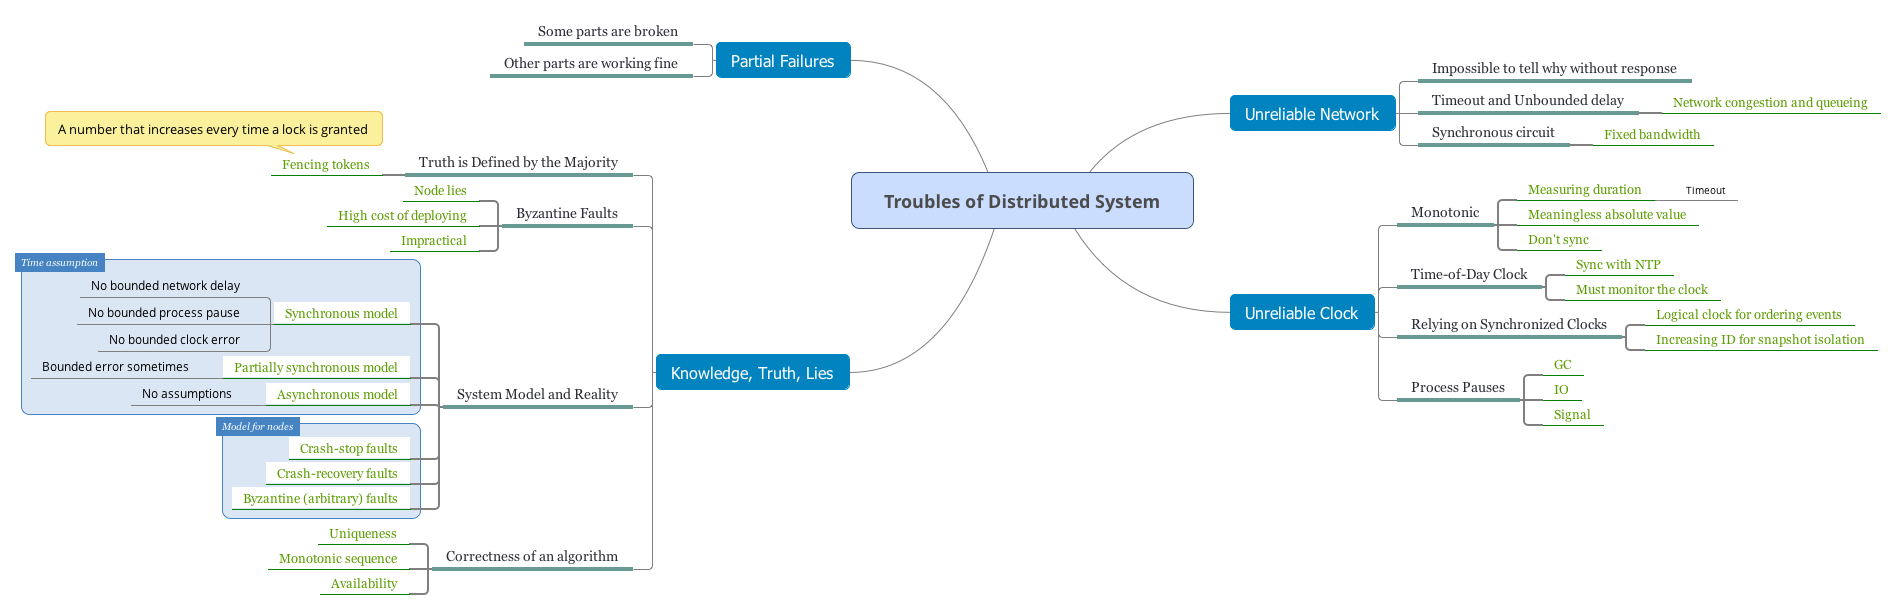 Troubles of Distributed System
Partial Failures
Some parts are broken
Other parts are working fine
Unreliable Network
Impossible to tell why without response
Timeout and Unbounded delay
Network congestion and queueing
Synchronous circuit
Fixed bandwidth
Unreliable Clock
Monotonic
Measuring duration
Timeout
Meaningless absolute value
Don't sync
Time-of-Day Clock
Sync with NTP
Must monitor the clock
Relying on Synchronized Clocks
Logical clock for ordering events
Increasing ID for snapshot isolation
Process Pauses
GC
IO
Signal
Knowledge, Truth, Lies
Truth is Defined by the Majority
Fencing tokens
A number that increases every time a lock is granted
Byzantine Faults
Node lies
High cost of deploying
Impractical
System Model and Reality
Time assumption
Synchronous model
No bounded network delay
No bounded process pause
No bounded clock error
Partially synchronous model
Bounded error sometimes
Asynchronous model
No assumptions
Model for nodes
Crash-stop faults
Crash-recovery faults
Byzantine (arbitrary) faults
Correctness of an algorithm
Uniqueness
Monotonic sequence
Availability